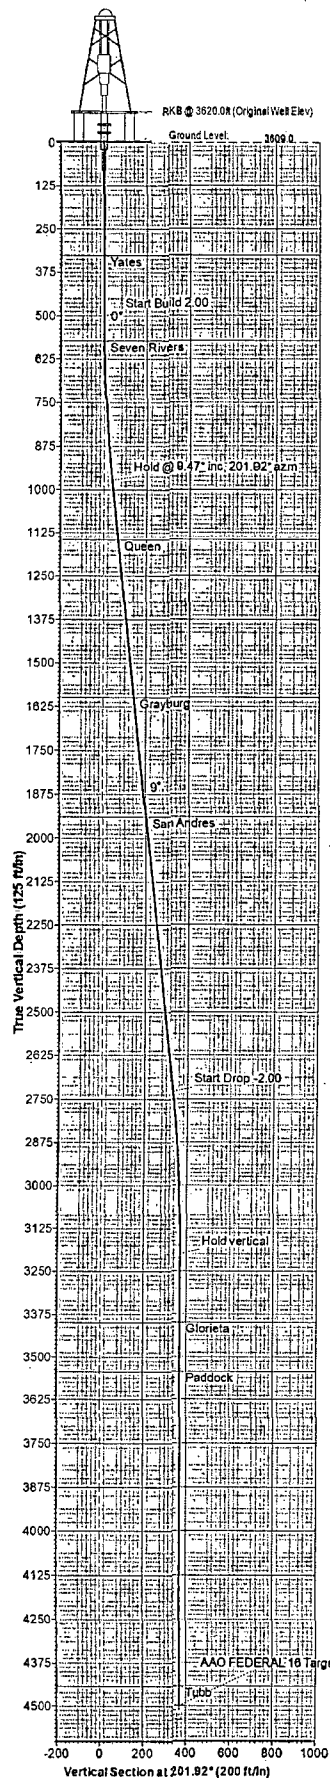 RKB @ 3620.0ft (Original Well Elev)
Ground Level: 3609.0
0
125
250
Yates
375
Start Build 2.00
500
0°
Seven Rivers
625
750
875
Hold @ 9.47° inc, 201.92° azm
1000
1125
Queen
1250
1375
1500
1625
Grayburg
1750
9°
1875
San Andres
2000
2125
2250
2375
2500
2625
Start Drop -2.00
2750
2875
3000
3125
Hold vertical
3250
3375
Glorieta
3500
Paddock
3625
3750
3875
4000
4125
4250
4375
AAO FEDERAL 16 Targ
Tubb
4500
True Vertical Depth (125 ft/in)
-200 0 200 400 600 800 1000
Vertical Section at 201.92° (200 ft/in)